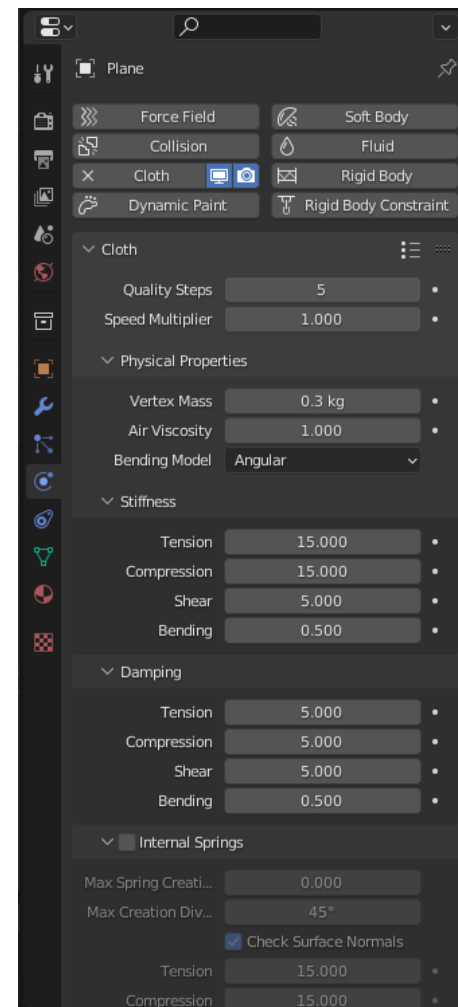 Plane
Force Field Soft Body
Collision Fluid
Cloth Rigid Body
Dynamic Paint Rigid Body Constraint
Cloth
Quality Steps 5
Speed Multiplier 1.000
Physical Properties
Vertex Mass 0.3 kg
Air Viscosity 1.000
Bending Model Angular
Stiffness
Tension 15.000
Compression 15.000
Shear 5.000
Bending 0.500
Damping
Tension 5.000
Compression 5.000
Shear 5.000
Bending 0.500
Internal Springs
Max Spring Creati... 0.000
Max Creation Div... 45°
Check Surface Normals
Tension 15.000
Compression 15.000